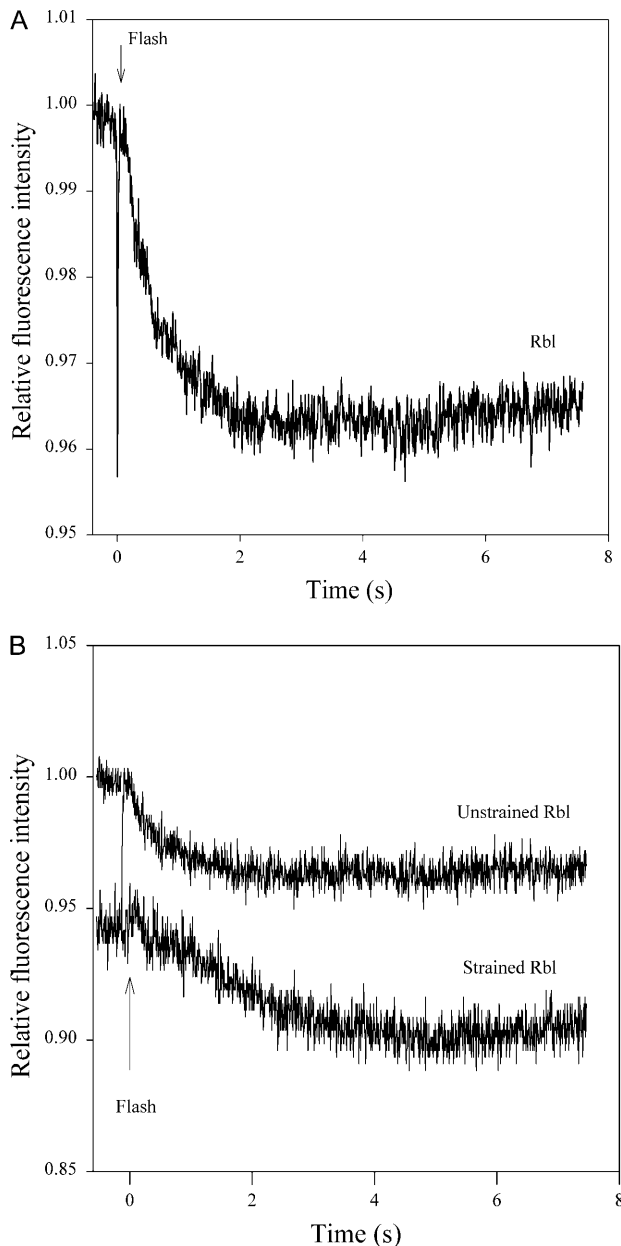 A
1.01
Flash
1.00
0.99
0.98
0.97
Rbl
0.96
0.95
Relative fluorescence intensity
0 2 4 6 8
Time (s)
B
1.05
1.00
Unstrained Rbl
0.95
Strained Rbl
0.90
Flash
0.85
Relative fluorescence intensity
0 2 4 6 8
Time (s)